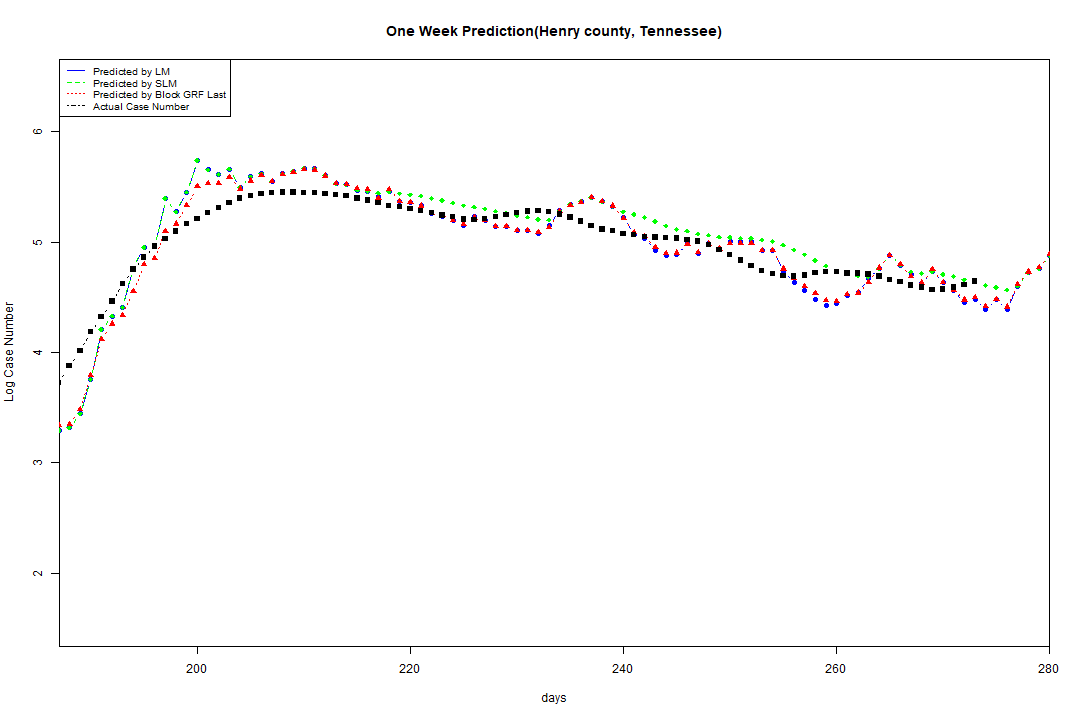 One Week Prediction(Henry county, Tennessee)
Predicted by LM
Predicted by SLM
Predicted by Block GRF Last
Actual Case Number
6
5
4
3
2
Log Case Number
200
220
240
260
280
days